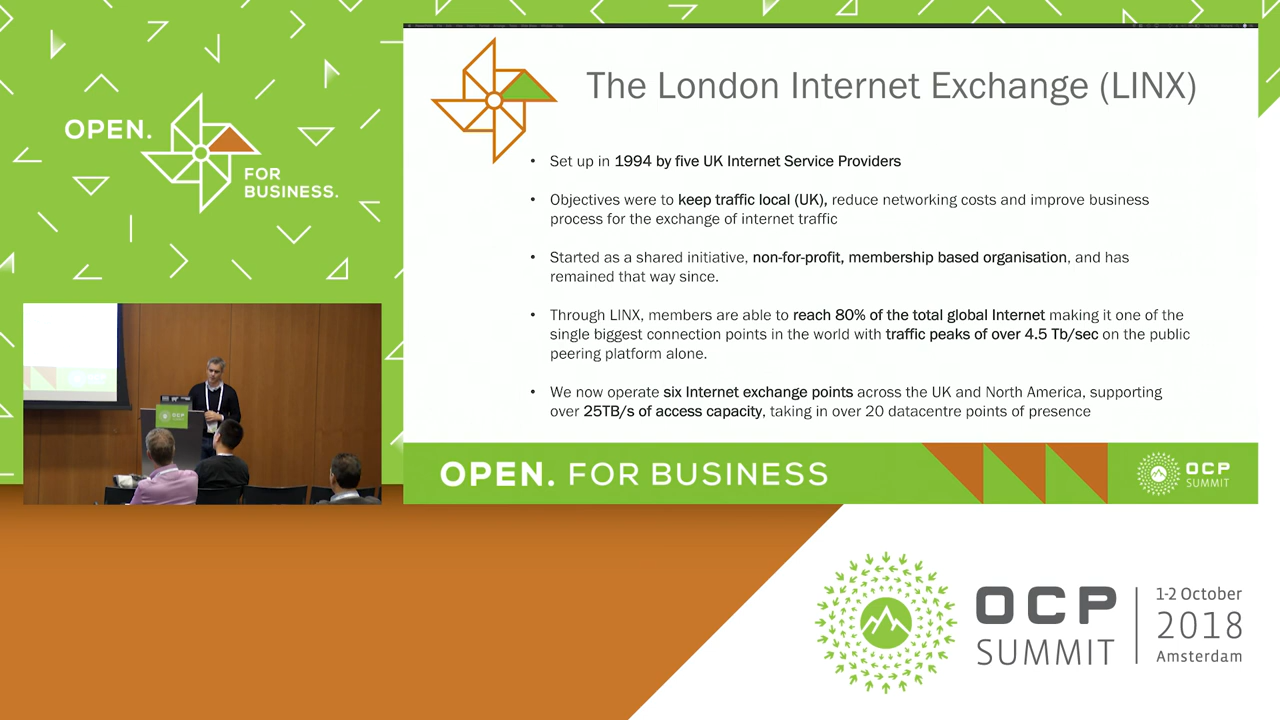 OPEN.
FOR
BUSINESS.
The London Internet Exchange (LINX)
• Set up in 1994 by five UK Internet Service Providers
• Objectives were to keep traffic local (UK), reduce networking costs and improve business
process for the exchange of internet traffic
• Started as a shared initiative, non-for-profit, membership based organisation, and has
remained that way since.
• Through LINX, members are able to reach 80% of the total global Internet making it one of the
single biggest connection points in the world with traffic peaks of over 4.5 Tb/sec on the public
peering platform alone.
• We now operate six Internet exchange points across the UK and North America, supporting
over 25TB/s of access capacity, taking in over 20 datacentre points of presence
OPEN. FOR BUSINESS
OCP
SUMMIT
OCP
OCP
SUMMIT
1-2 October
2018
Amsterdam